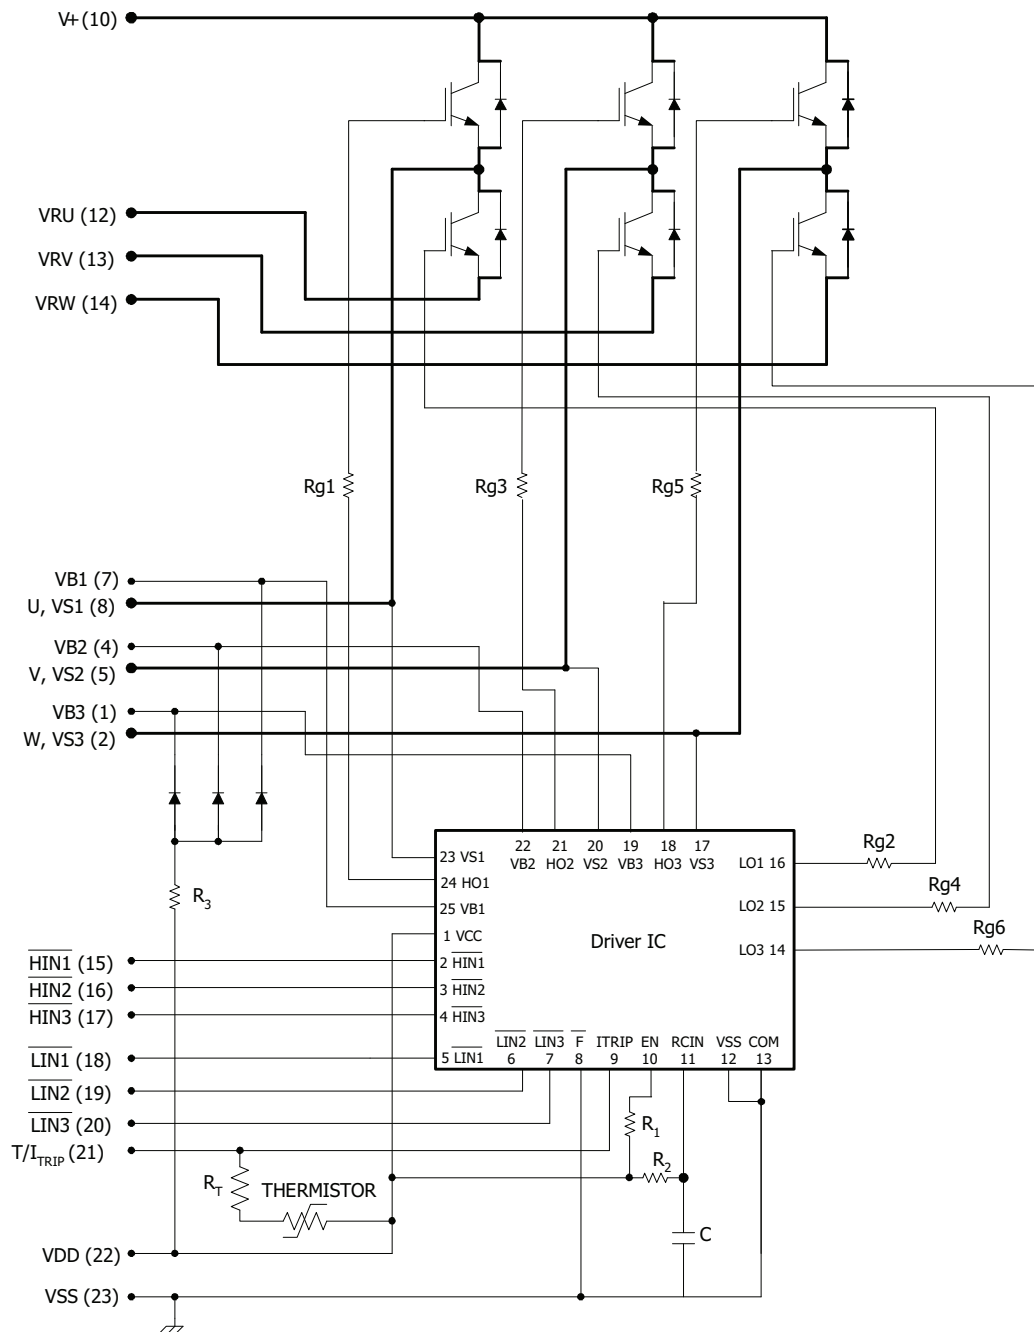 V+ (10)
VRU (12)
VRV (13)
VRW (14)
Rg1
Rg3
Rg5
VB1 (7)
U, VS1 (8)
VB2 (4)
V, VS2 (5)
VB3 (1)
W, VS3 (2)
22 21 20 19 18 17
VB2 HO2 VS2 VB3 HO3 VS3
23 VS1
24 HO1
25 VB1
1 VCC
2 HIN1
3 HIN2
4 HIN3
5 LIN1
Driver IC
LO1 16
LO2 15
LO3 14
Rg2
Rg4
Rg6
LIN2 LIN3 F ITRIP EN RCIN VSS COM
6 7 8 9 10 11 12 13
R3
HIN1 (15)
HIN2 (16)
HIN3 (17)
LIN1 (18)
LIN2 (19)
LIN3 (20)
T/ITRIP (21)
R1
R2
RT
THERMISTOR
C
VDD (22)
VSS (23)